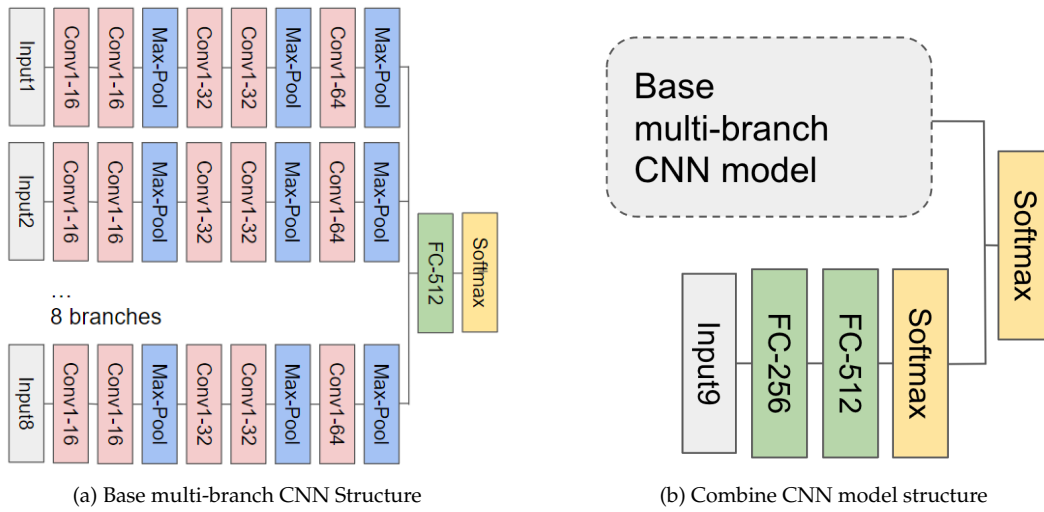 Input1
Conv1-16
Conv1-16
Max-Pool
Conv1-32
Conv1-32
Max-Pool
Conv1-64
Max-Pool
Input2
Conv1-16
Conv1-16
Max-Pool
Conv1-32
Conv1-32
Max-Pool
Conv1-64
Max-Pool
...
8 branches
Input8
Conv1-16
Conv1-16
Max-Pool
Conv1-32
Conv1-32
Max-Pool
Conv1-64
Max-Pool
FC-512
Softmax
(a) Base multi-branch CNN Structure
Base
multi-branch
CNN model
Input9
FC-256
FC-512
Softmax
Softmax
(b) Combine CNN model structure